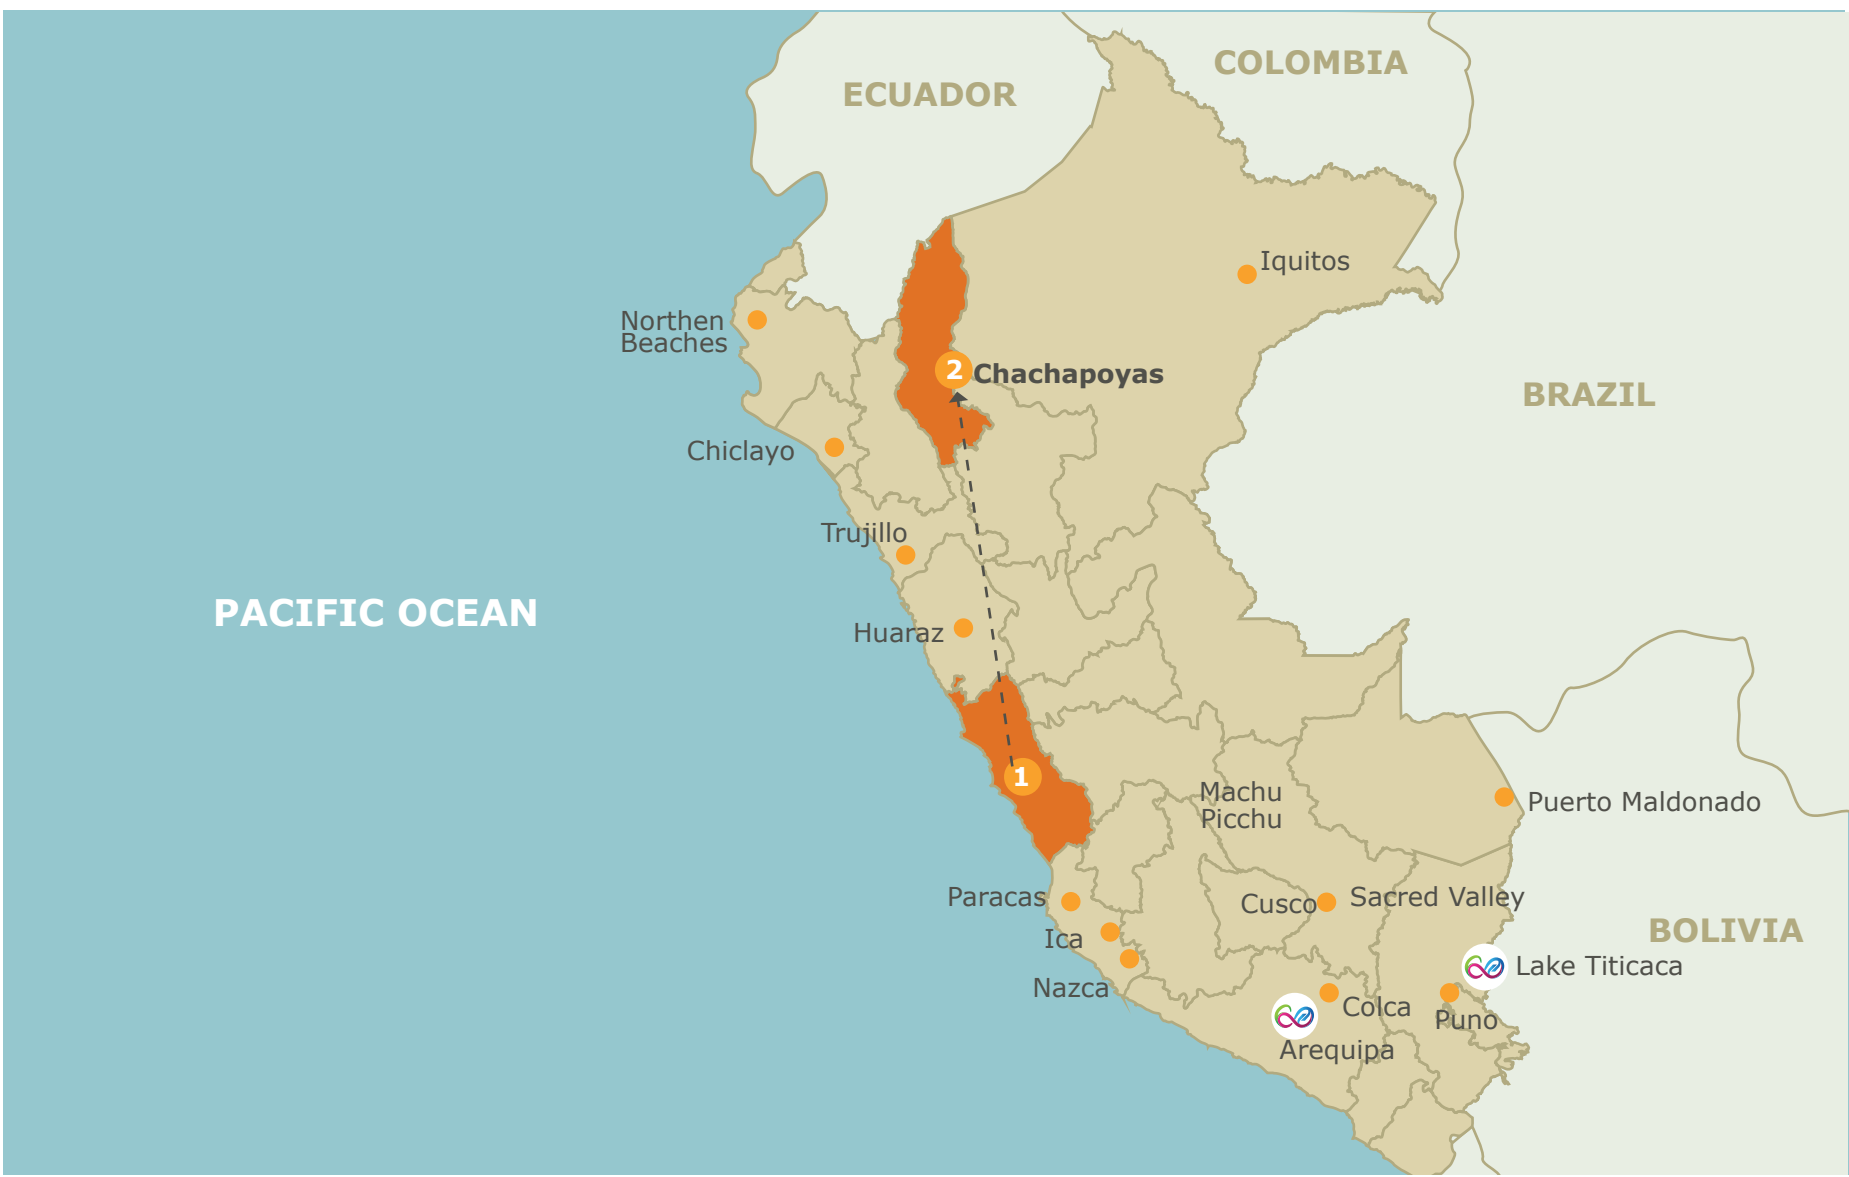 COLOMBIA
ECUADOR
Iquitos
Northen
Beaches
2
Chachapoyas
BRAZIL
Chiclayo
Trujillo
PACIFIC OCEAN
Huaraz
1
Machu
Picchu
Puerto Maldonado
Paracas
Cusco
Sacred Valley
Ica
BOLIVIA
Lake Titicaca
Nazca
Colca
Puno
Arequipa